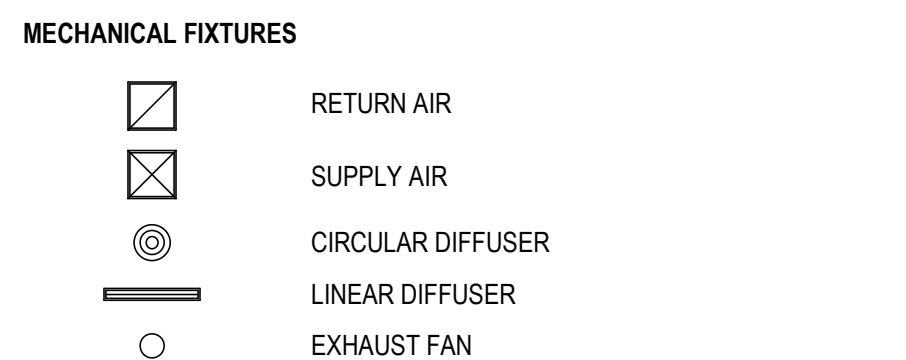 MECHANICAL FIXTURES
RETURN AIR
SUPPLY AIR
CIRCULAR DIFFUSER
LINEAR DIFFUSER
EXHAUST FAN